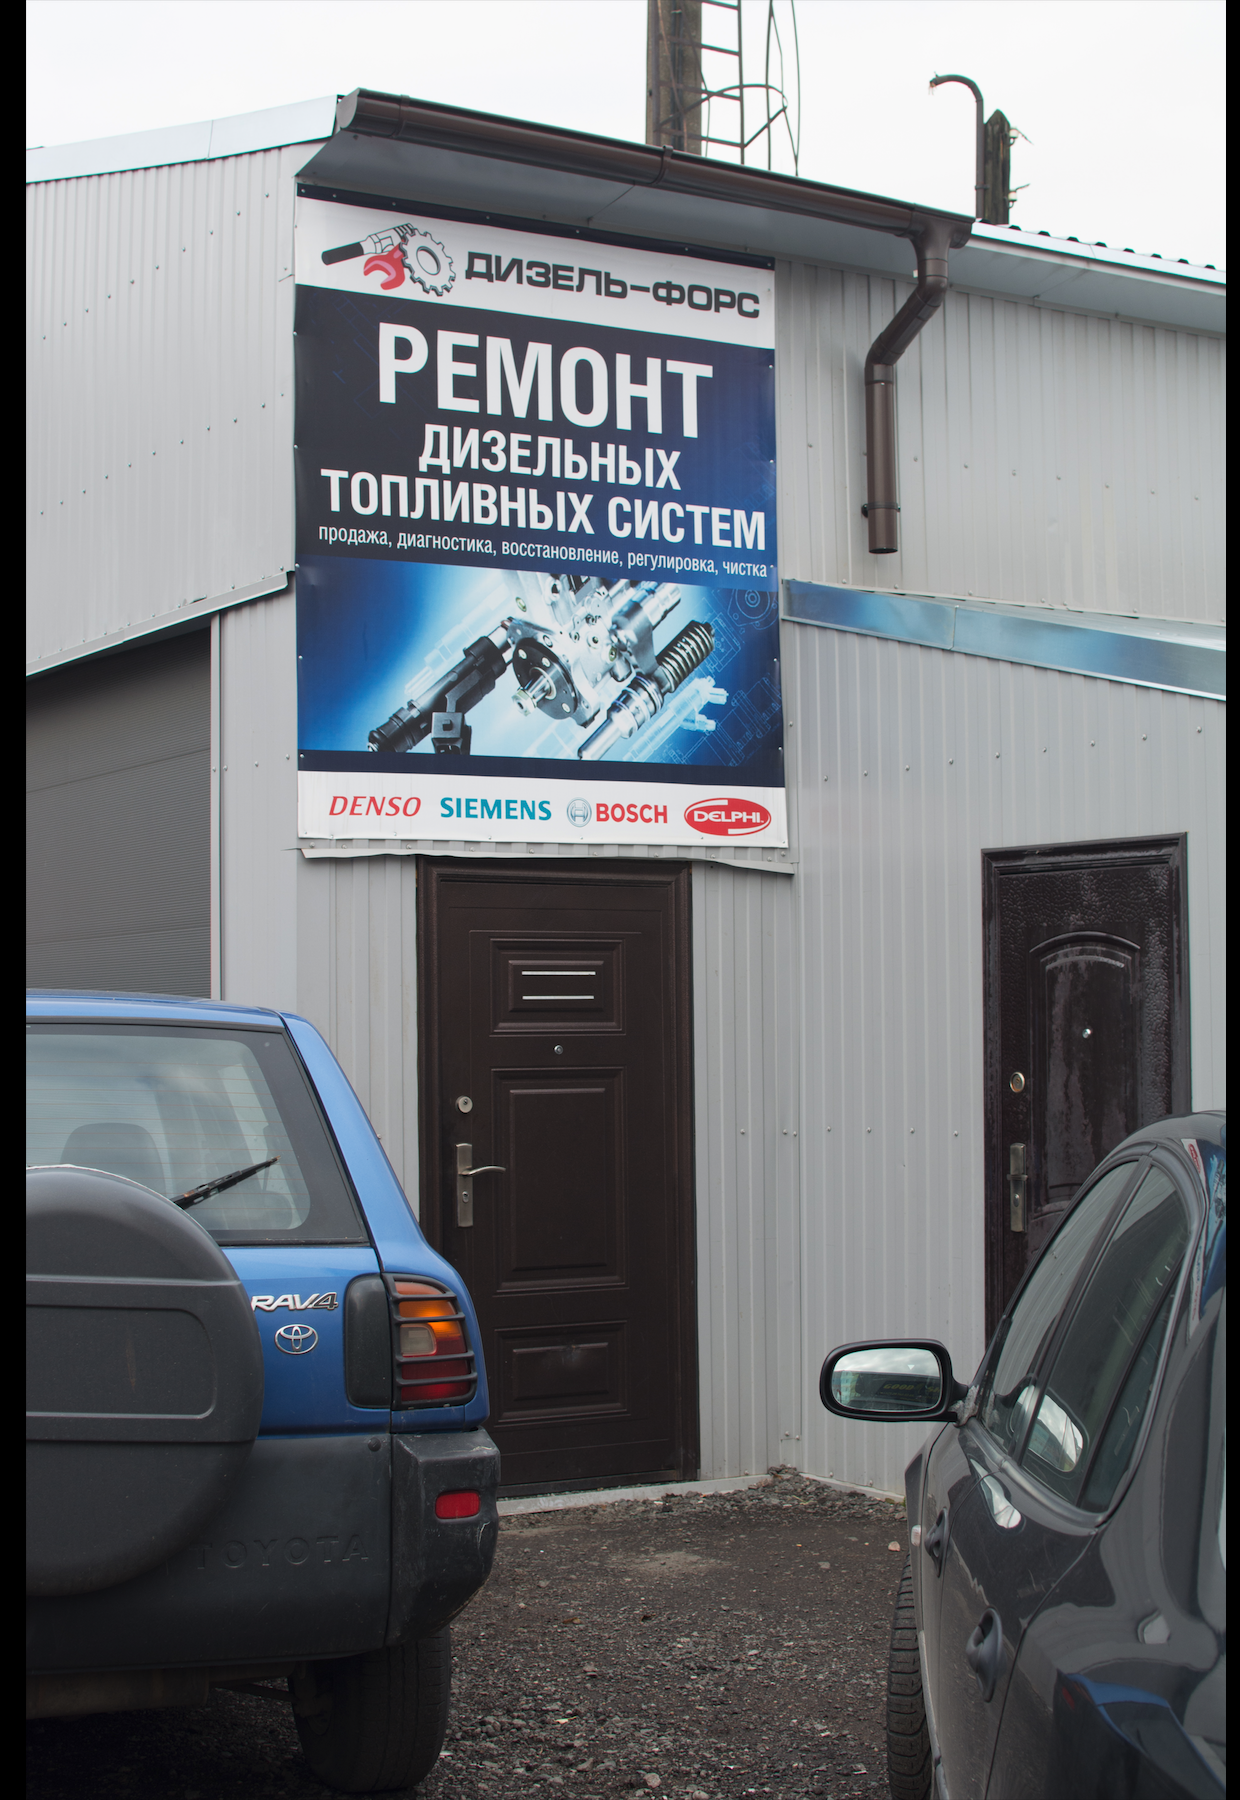 ДИЗЕЛЬ-ФОРС
РЕМОНТ
ДИЗЕЛЬНЫХ
ТОПЛИВНЫХ СИСТЕМ
продажа, диагностика, восстановление, регулировка, чистка
DENSO SIEMENS BOSCH DELPHI
RAV4
TOYOTA